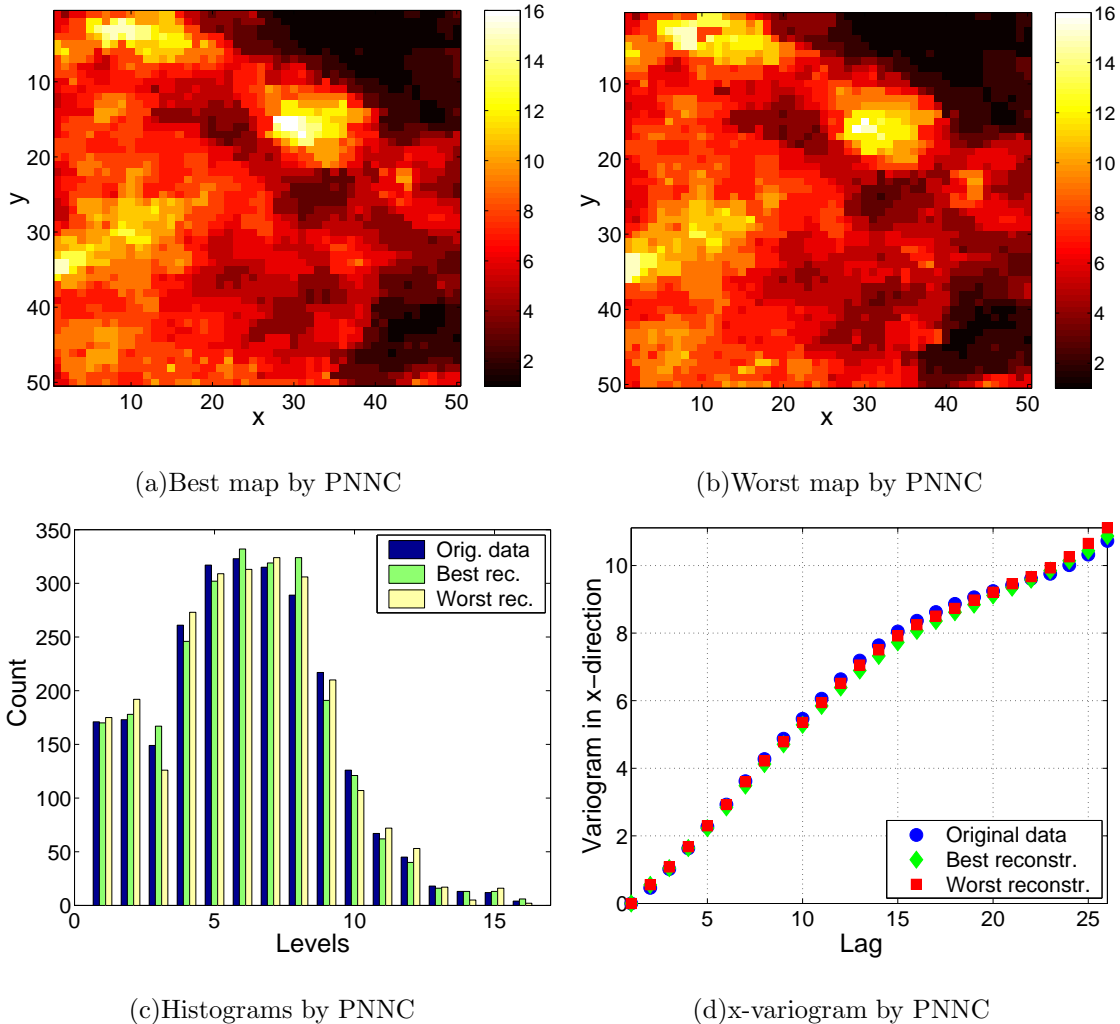 16
14
12
10
8
6
4
2
10
20
30
40
50
y
10 20 30 40 50
x
16
14
12
10
8
6
4
2
10
20
30
40
50
y
10 20 30 40 50
x
(a)Best map by PNNC
(b)Worst map by PNNC
350
300
250
200
150
100
50
0
Count
0 5 10 15
Levels
Orig. data
Best rec.
Worst rec.
10
8
6
4
2
0
Variogram in x−direction
5 10 15 20 25
Lag
Original data
Best reconstr.
Worst reconstr.
(c)Histograms by PNNC
(d)x-variogram by PNNC